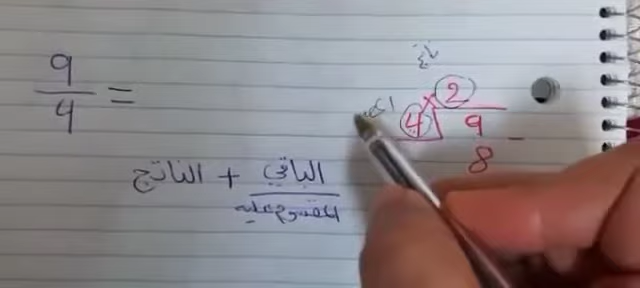 9/4 =
الناتج + الباقي
المقسوم عليه
2
4 9 -
8